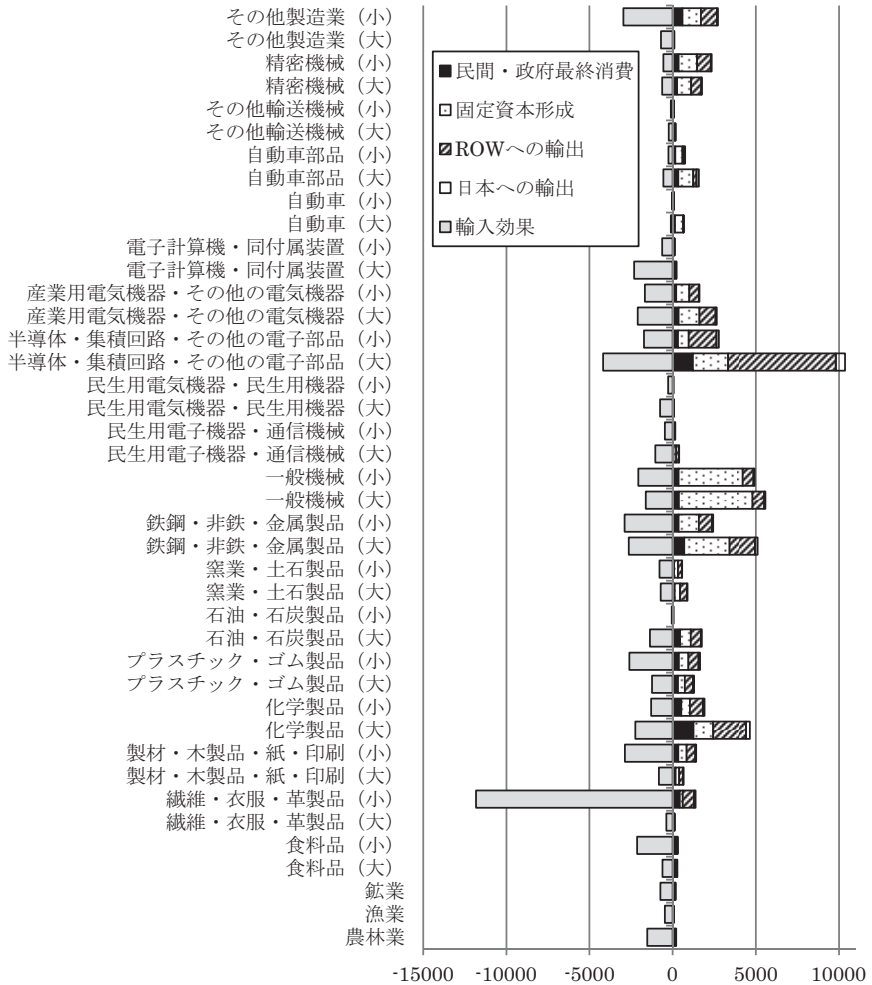 その他製造業（小）
その他製造業（大）
精密機械（小）
精密機械（大）
その他輸送機械（小）
その他輸送機械（大）
自動車部品（小）
自動車部品（大）
自動車（小）
自動車（大）
電子計算機・同付属装置（小）
電子計算機・同付属装置（大）
産業用電気機器・その他の電気機器（小）
産業用電気機器・その他の電気機器（大）
半導体・集積回路・その他の電子部品（小）
半導体・集積回路・その他の電子部品（大）
民生用電気機器・民生用機器（小）
民生用電気機器・民生用機器（大）
民生用電子機器・通信機械（小）
民生用電子機器・通信機械（大）
一般機械（小）
一般機械（大）
鉄鋼・非鉄・金属製品（小）
鉄鋼・非鉄・金属製品（大）
窯業・土石製品（小）
窯業・土石製品（大）
石油・石炭製品（小）
石油・石炭製品（大）
プラスチック・ゴム製品（小）
プラスチック・ゴム製品（大）
化学製品（小）
化学製品（大）
製材・木製品・紙・印刷（小）
製材・木製品・紙・印刷（大）
繊維・衣服・革製品（小）
繊維・衣服・革製品（大）
食料品（小）
食料品（大）
鉱業
漁業
農林業
民間・政府最終消費
固定資本形成
ROWへの輸出
日本への輸出
輸入効果
-15000 -10000 -5000 0 5000 10000